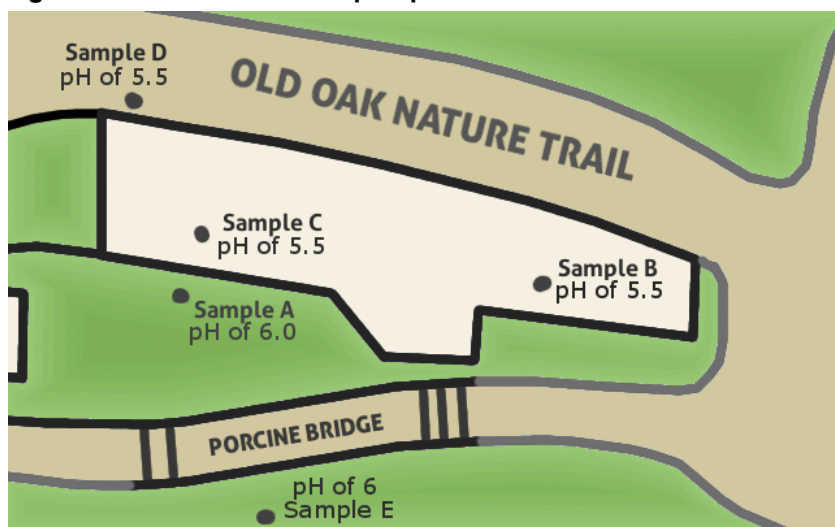 Sample D
pH of 5.5
OLD OAK NATURE TRAIL
Sample C
pH of 5.5
Sample B
pH of 5.5
Sample A
pH of 6.0
PORCINE BRIDGE
pH of 6
Sample E